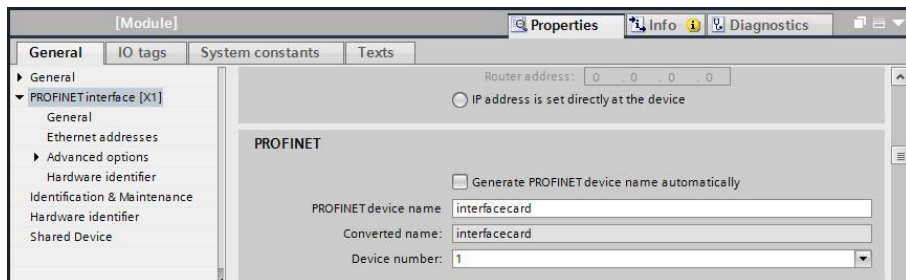 [Module]
Properties
Info
Diagnostics
General
IO tags
System constants
Texts
General
PROFINET interface [X1]
General
Ethernet addresses
Advanced options
Hardware identifier
Identification & Maintenance
Hardware identifier
Shared Device
Router address: 0 . 0 . 0 . 0
IP address is set directly at the device
PROFINET
Generate PROFINET device name automatically
PROFINET device name interfacecard
Converted name: interfacecard
Device number: 1